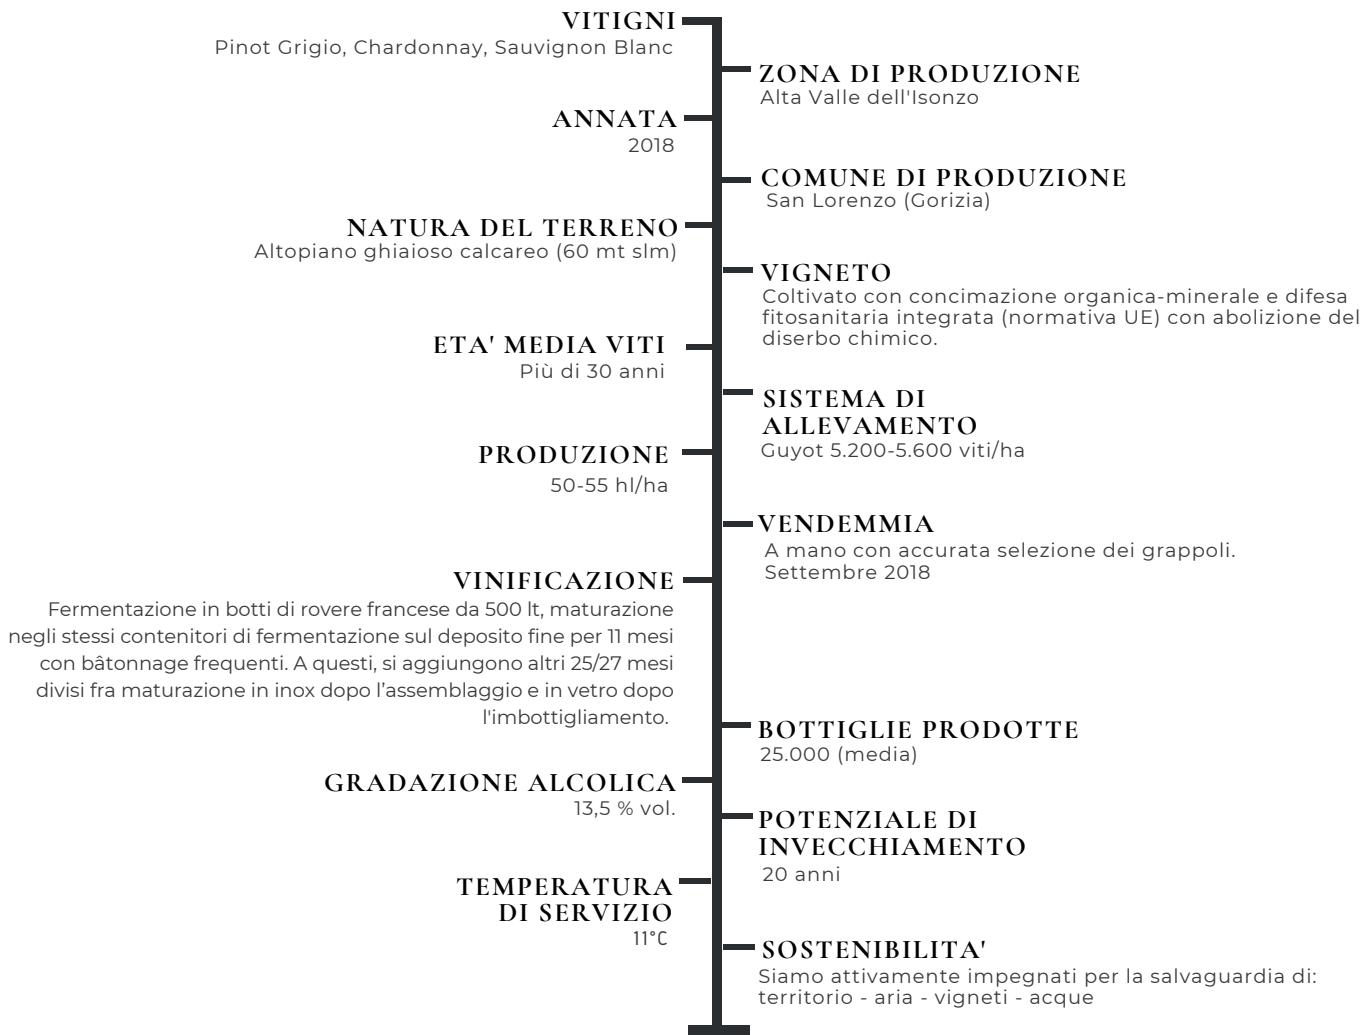 VITIGNI
Pinot Grigio, Chardonnay, Sauvignon Blanc
ZONA DI PRODUZIONE
Alta Valle dell'Isonzo
ANNATA
2018
COMUNE DI PRODUZIONE
San Lorenzo (Gorizia)
NATURA DEL TERRENO
Altopiano ghiaioso calcareo (60 mt slm)
VIGNETO
Coltivato con concimazione organica-minerale e difesa
fitosanitaria integrata (normativa UE) con abolizione del
diserbo chimico.
ETA' MEDIA VITI
Più di 30 anni
SISTEMA DI
ALLEVAMENTO
Guyot 5.200-5.600 viti/ha
PRODUZIONE
50-55 hl/ha
VENDEMMIA
A mano con accurata selezione dei grappoli.
Settembre 2018
VINIFICAZIONE
Fermentazione in botti di rovere francese da 500 lt, maturazione
negli stessi contenitori di fermentazione sul deposito fine per 11 mesi
con bâtonnage frequenti. A questi, si aggiungono altri 25/27 mesi
divisi fra maturazione in inox dopo l’assemblaggio e in vetro dopo
l'imbottigliamento.
BOTTIGLIE PRODOTTE
25.000 (media)
GRADAZIONE ALCOLICA
13,5 % vol.
POTENZIALE DI
INVECCHIAMENTO
20 anni
TEMPERATURA
DI SERVIZIO
11°C
SOSTENIBILITA'
Siamo attivamente impegnati per la salvaguardia di:
territorio - aria - vigneti - acque